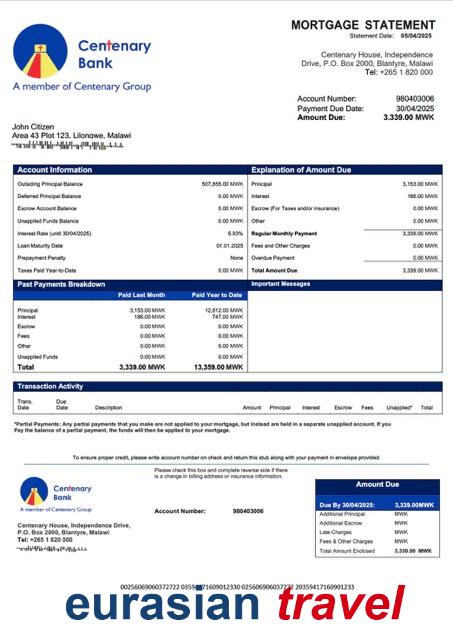 Centenary
Bank
A member of Centenary Group
MORTGAGE STATEMENT
Statement Date: 05/04/2025
Centenary House, Independence
Drive, P.O. Box 2000, Blantyre, Malawi
Tel: +265 1 820 000
Account Number: 980403006
Payment Due Date: 30/04/2025
Amount Due: 3.339.00 MWK
John Citizen
Area 43 Plot 123, Lilongwe, Malawi
Account Information
Outsiding Principal Balance 507,855.00 MWK
Deferred Principal Balance 0.00 MWK
Escrow Account Balance 0.00 MWK
Unapplied Funds Balance 0.00 MWK
Interest Rate (until 30/04/2025) 5.93%
Loan Maturity Date 01.01.2025
Prepayment Penalty None
Taxes Paid Year-to-Date 0.00 MWK
Explanation of Amount Due
Principal 3,153.00 MWK
Interest 186.00 MWK
Escrow (For Taxes and/or insurance) 0.00 MWK
Other 0.00 MWK
Regular Monthly Payment 3,339.00 MWK
Fees and Other Charges 0.00 MWK
Overdue Payment 0.00 MWK
Total Amount Due 3,339.00 MWK
Past Payments Breakdown
Paid Last Month Paid Year to Date
Principal 3,153.00 MWK 12,612.00 MWK
Interest 186.00 MWK 747.00 MWK
Escrow 0.00 MWK 0.00 MWK
Fees 0.00 MWK 0.00 MWK
Other 0.00 MWK 0.00 MWK
Unapplied Funds 0.00 MWK 0.00 MWK
Total 3,339.00 MWK 13,359.00 MWK
Important Messages
Transaction Activity
Trans. Date Due Date Description Amount Principal Interest Escrow Fees Unapplied* Total
*Partial Payments: Any partial payments that you make are not applied to your mortgage, but instead are held in a separate unapplied account. If you
Pay the balance of a partial payment, the funds will then be applied to your mortgage.
To ensure proper credit, please write account number on check and return this stub along with your payment in envelope provided.
Centenary
Bank
A member of Centenary Group
Centenary House, Independence Drive,
P.O. Box 2000, Blantyre, Malawi
Tel: +265 1 820 000
Please check this box and complete reverse side if there
is a change in billing address or insurance information.
Account Number: 980403006
Amount Due
Due By 30/04/2025: 3,339.00MWK
Additional Principal MWK
Additional Escrow MWK
Late Charges MWK
Fees & Other Charges MWK
Total Amount Enclosed 3,339.00 MWK
eurasian travel